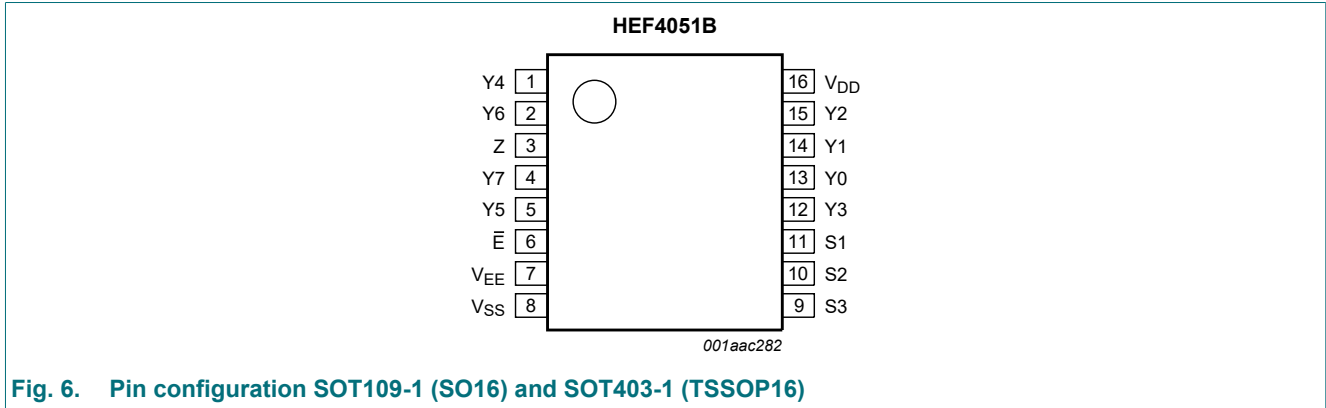 HEF4051B
Y4 1 16 VDD
Y6 2 15 Y2
Z 3 14 Y1
Y7 4 13 Y0
Y5 5 12 Y3
E̅ 6 11 S1
VEE 7 10 S2
VSS 8 9 S3
001aac282
Fig. 6. Pin configuration SOT109-1 (SO16) and SOT403-1 (TSSOP16)